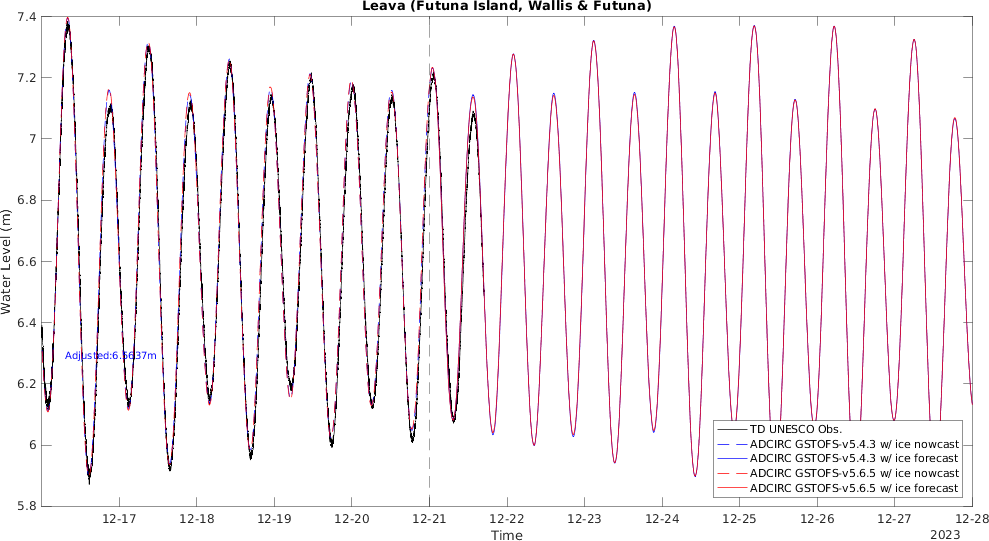 Leava (Futuna Island, Wallis & Futuna)
7.4
7.2
7
6.8
6.6
6.4
6.2
6
5.8
Water Level (m)
Adjusted:6.6637m
TD UNESCO Obs.
ADCIRC GSTOFS-v5.4.3 w/ ice nowcast
ADCIRC GSTOFS-v5.4.3 w/ ice forecast
ADCIRC GSTOFS-v5.6.5 w/ ice nowcast
ADCIRC GSTOFS-v5.6.5 w/ ice forecast
12-17 12-18 12-19 12-20 12-21 12-22 12-23 12-24 12-25 12-26 12-27 12-28
Time
2023